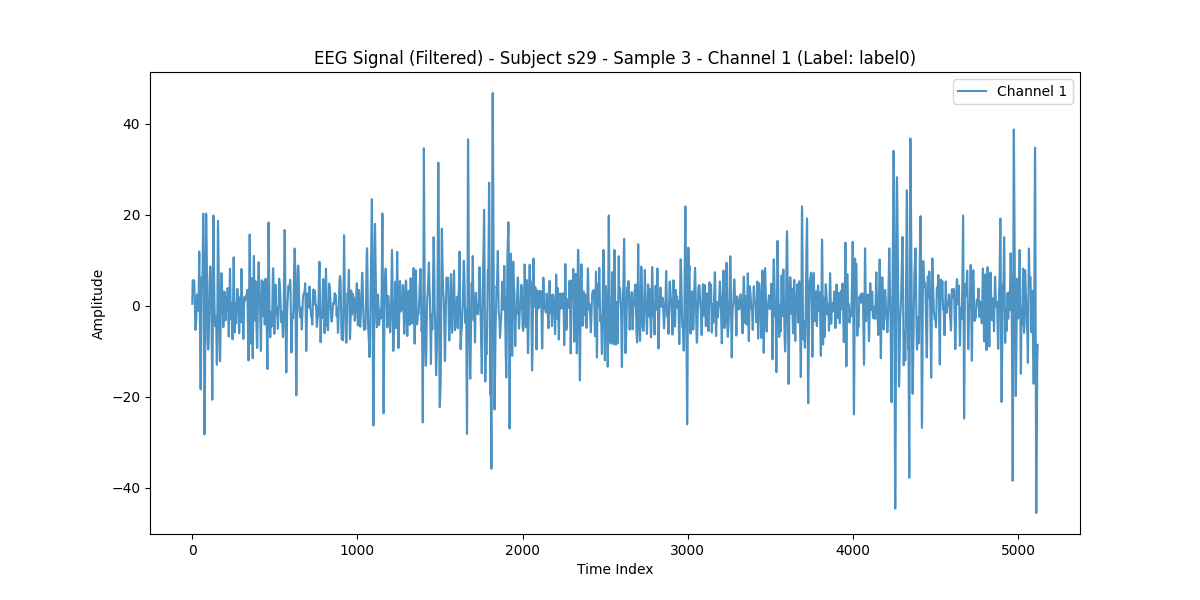 EEG Signal (Filtered) - Subject s29 - Sample 3 - Channel 1 (Label: label0)
Channel 1
Amplitude
40
20
0
−20
−40
0 1000 2000 3000 4000 5000
Time Index